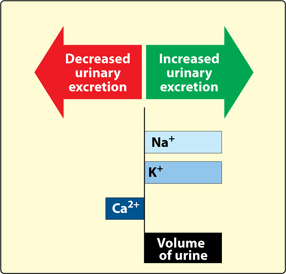 Decreased
urinary
excretion
Increased
urinary
excretion
Na⁺
K⁺
Ca²⁺
Volume
of urine